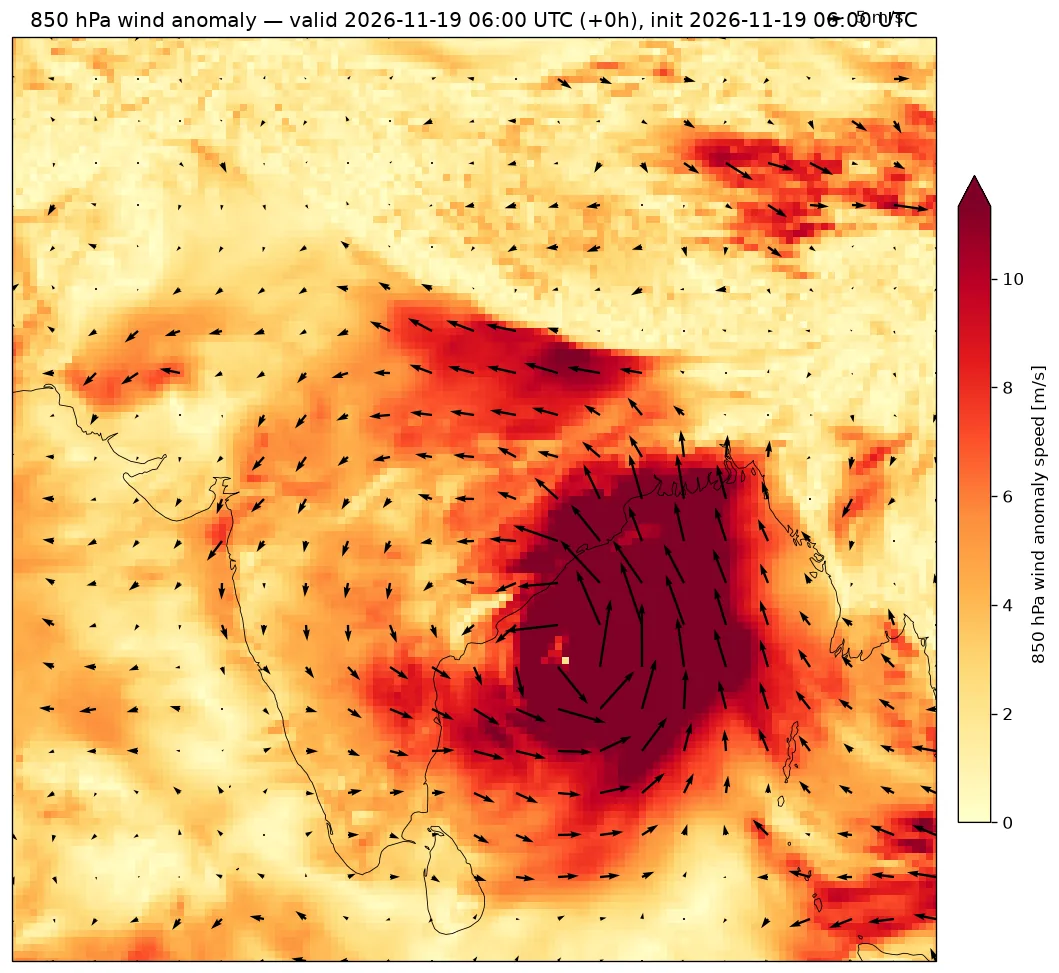 850 hPa wind anomaly — valid 2026-11-19 06:00 UTC (+0h), init 2026-11-19 06:00 UTC
5 m/s
10
8
6
4
2
0
850 hPa wind anomaly speed [m/s]